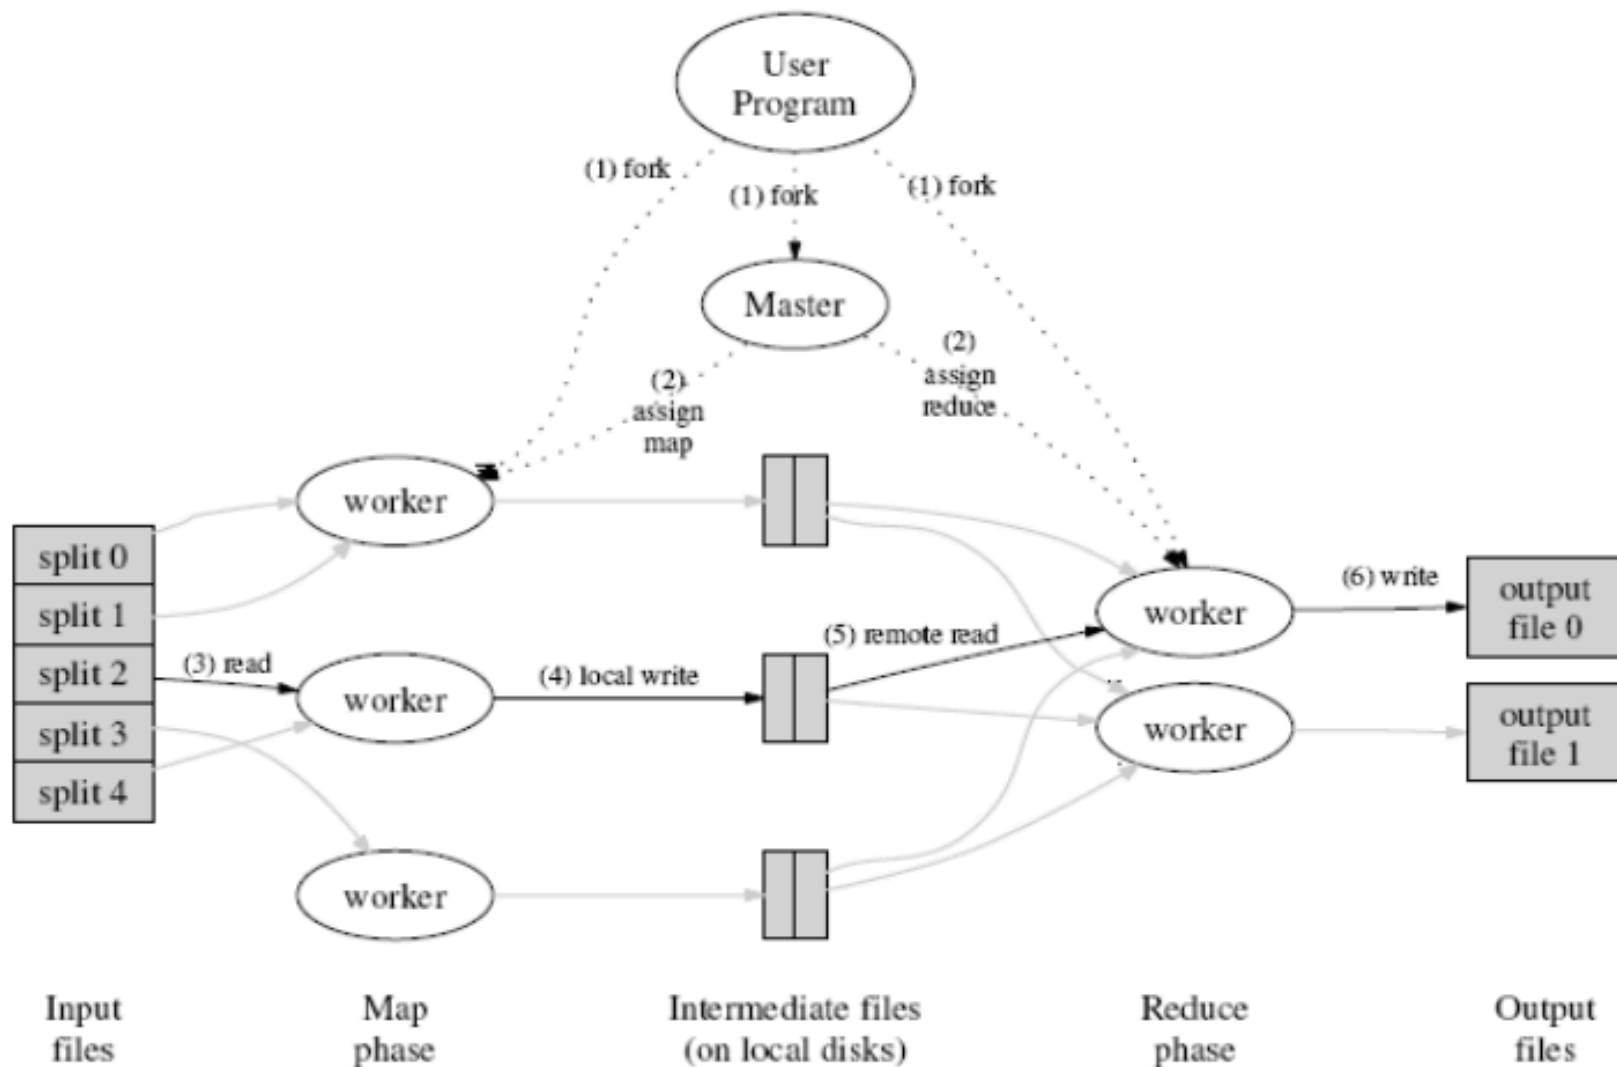 User
Program
(1) fork
(1) fork
(1) fork
Master
(2)
assign
map
(2)
assign
reduce
worker
split 0
split 1
split 2
split 3
split 4
(3) read
worker
(4) local write
(5) remote read
worker
(6) write
output
file 0
worker
output
file 1
worker
Input
files
Map
phase
Intermediate files
(on local disks)
Reduce
phase
Output
files